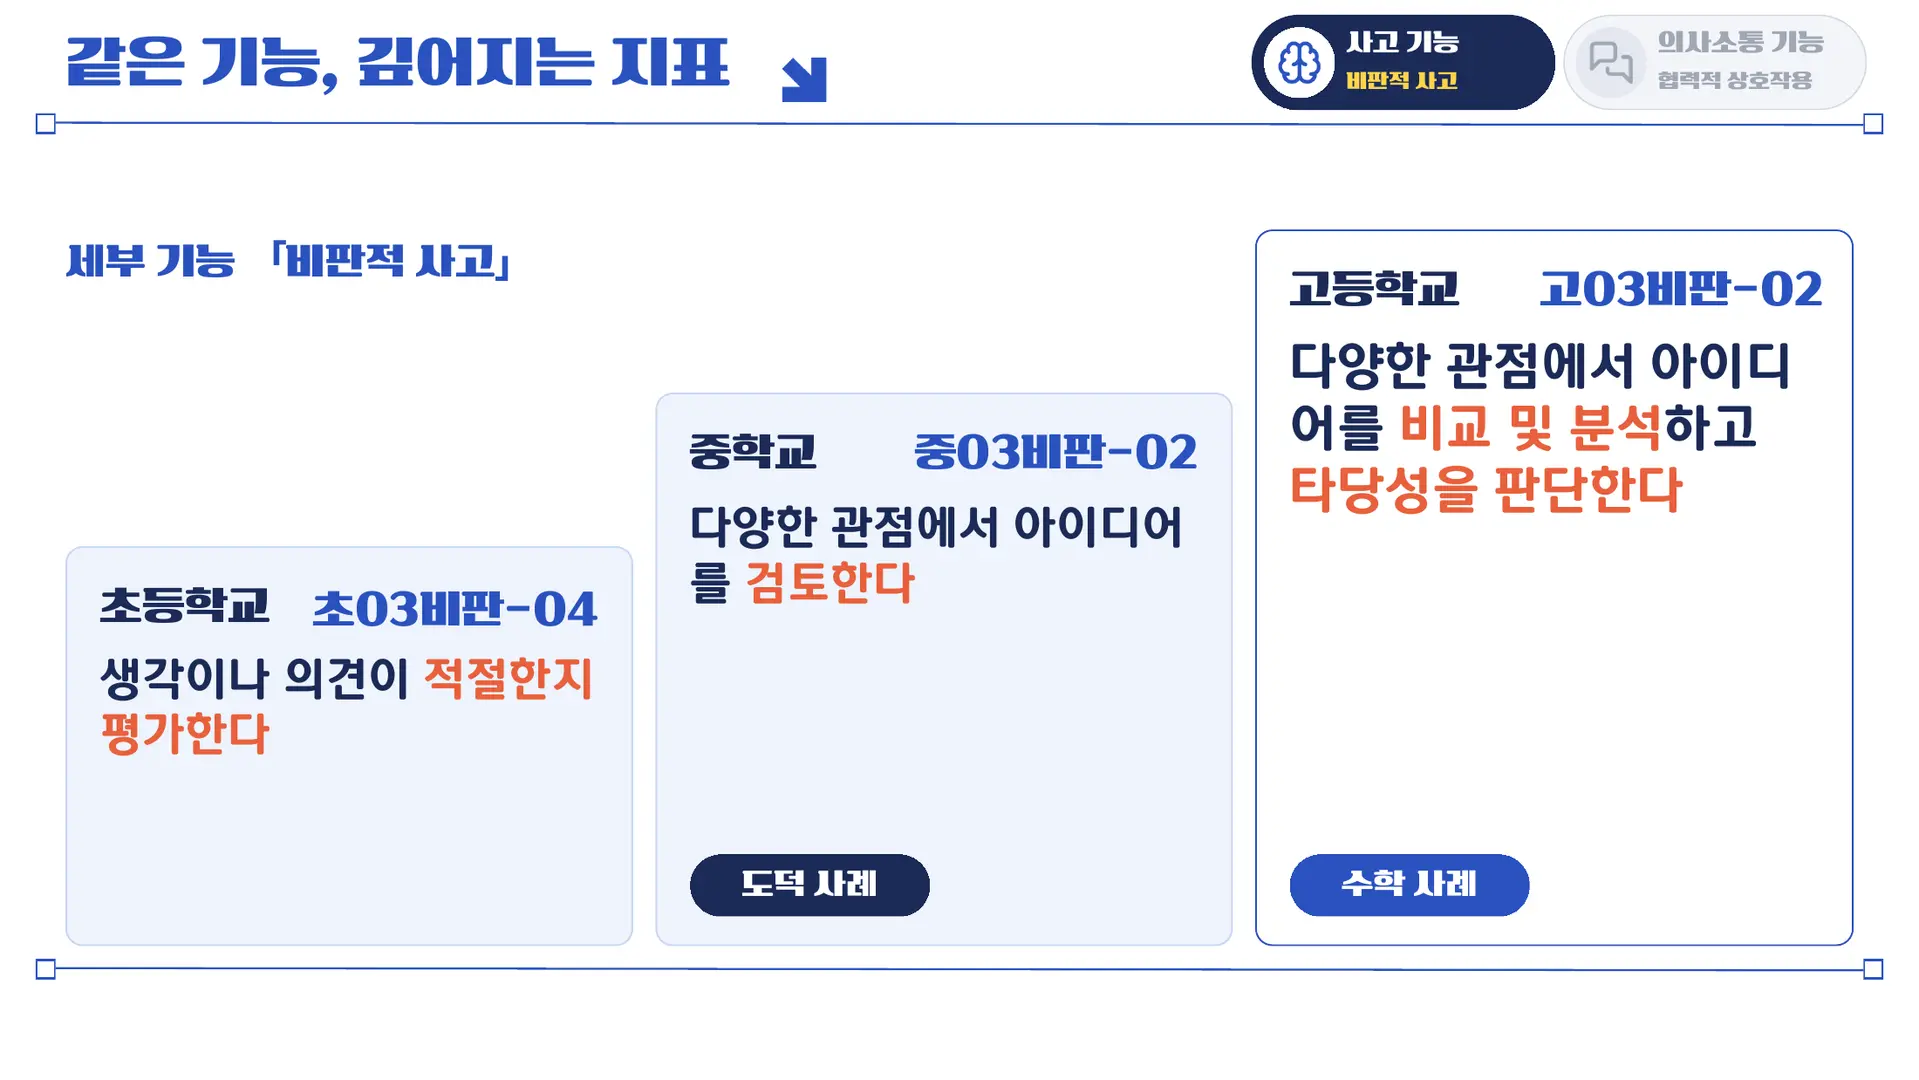 같은 기능, 깊어지는 지표
사고 기능
비판적 사고
의사소통 기능
협력적 상호작용
세부 기능 「비판적 사고」
초등학교 초03비판-04
생각이나 의견이 적절한지
평가한다
중학교 중03비판-02
다양한 관점에서 아이디어
를 검토한다
도덕 사례
고등학교 고03비판-02
다양한 관점에서 아이디
어를 비교 및 분석하고
타당성을 판단한다
수학 사례